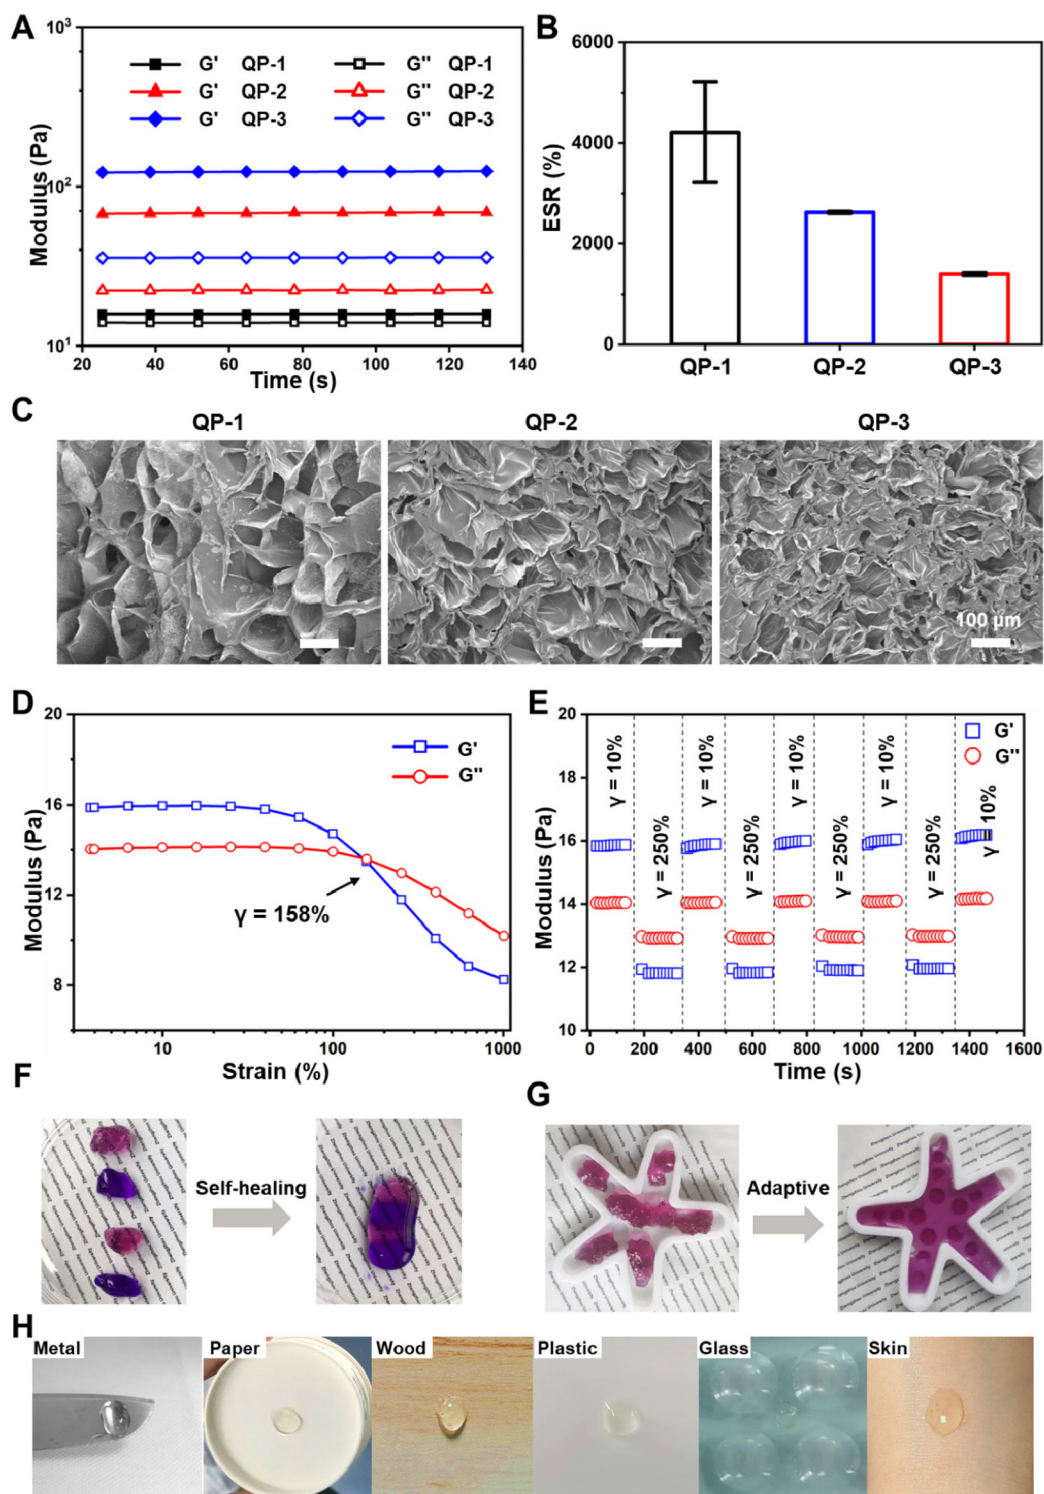 A
10³
10²
10¹
Modulus (Pa)
G' QP-1
G' QP-2
G' QP-3
G" QP-1
G" QP-2
G" QP-3
20 40 60 80 100 120 140
Time (s)
B
6000
4000
2000
0
ESR (%)
QP-1 QP-2 QP-3
C
QP-1 QP-2 QP-3
100 μm
D
20
16
12
8
Modulus (Pa)
G'
G"
γ = 158%
10 100 1000
Strain (%)
E
20
18
16
14
12
10
Modulus (Pa)
G'
G"
γ = 10%
γ = 250%
γ = 10%
γ = 250%
γ = 10%
γ = 250%
γ = 10%
γ = 250%
γ = 10%
0 200 400 600 800 1000 1200 1400 1600
Time (s)
F
Self-healing
G
Adaptive
H
Metal Paper Wood Plastic Glass Skin